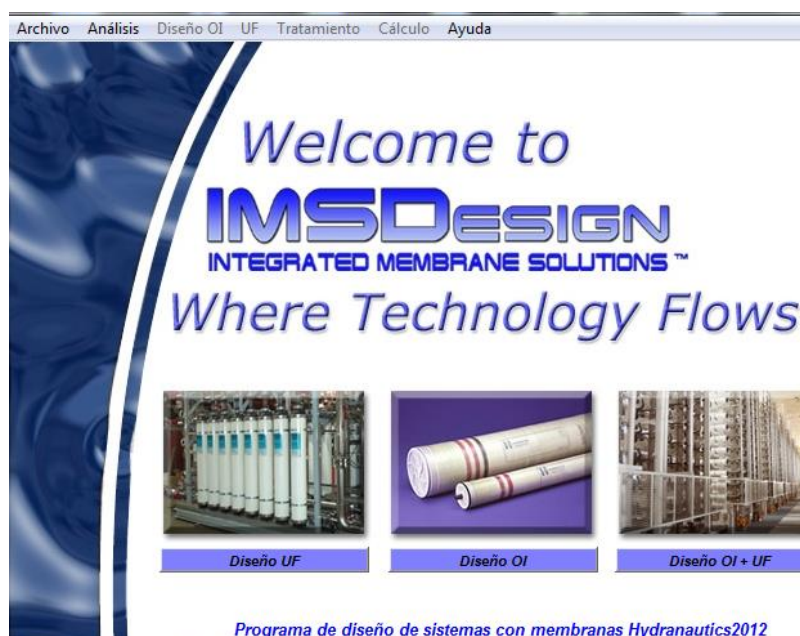 Archivo Análisis Diseño OI UF Tratamiento Cálculo Ayuda
Welcome to
IMSDESIGN
INTEGRATED MEMBRANE SOLUTIONS ™
Where Technology Flows
Diseño UF Diseño OI Diseño OI + UF
Programa de diseño de sistemas con membranas Hydranautics2012